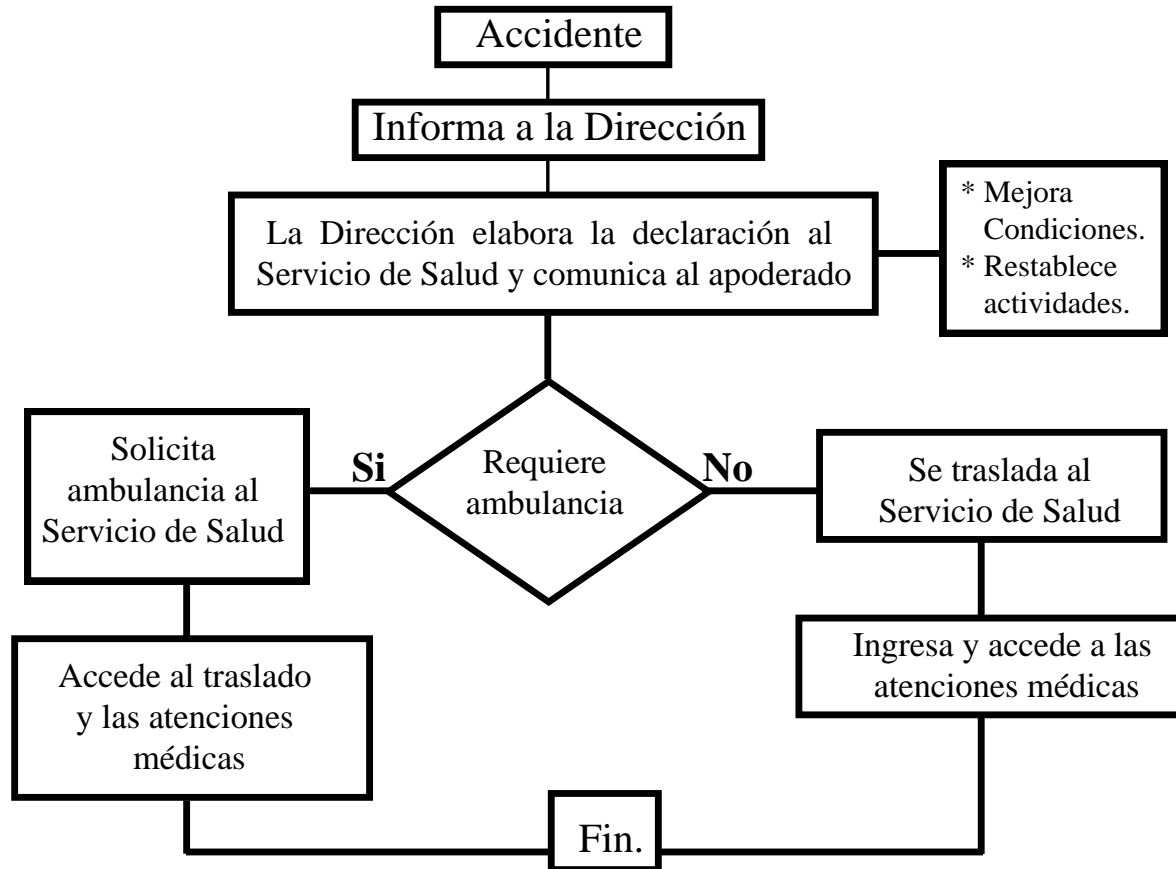 Accidente
Informa a la Dirección
La Dirección elabora la declaración al
Servicio de Salud y comunica al apoderado
* Mejora
Condiciones.
* Restablece
actividades.
Solicita
ambulancia al
Servicio de Salud
Si
Requiere
ambulancia
No
Se traslada al
Servicio de Salud
Accede al traslado
y las atenciones
médicas
Ingresa y accede a las
atenciones médicas
Fin.